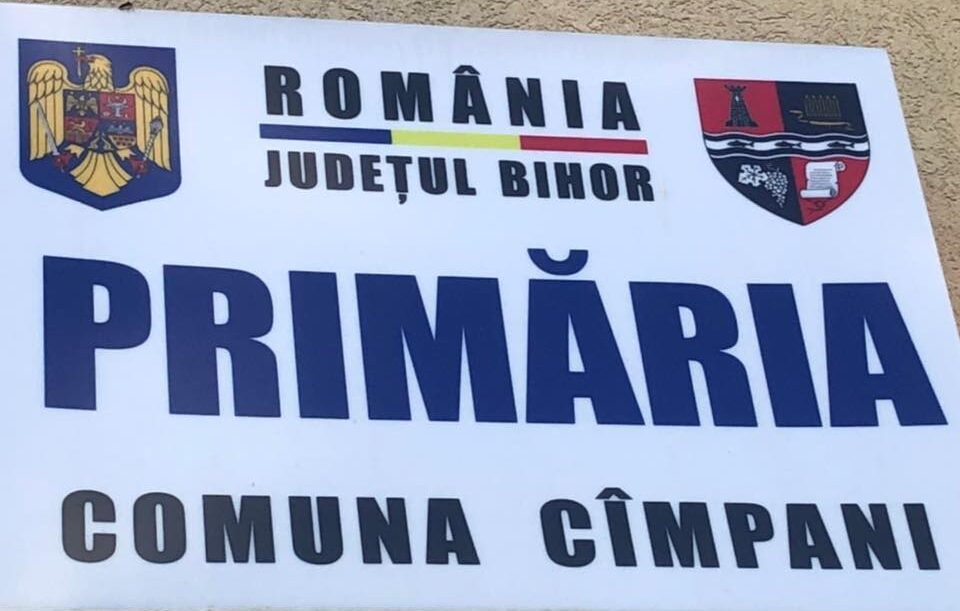 ROMÂNIA
JUDEȚUL BIHOR
PRIMĂRIA
COMUNA CÎMPANI